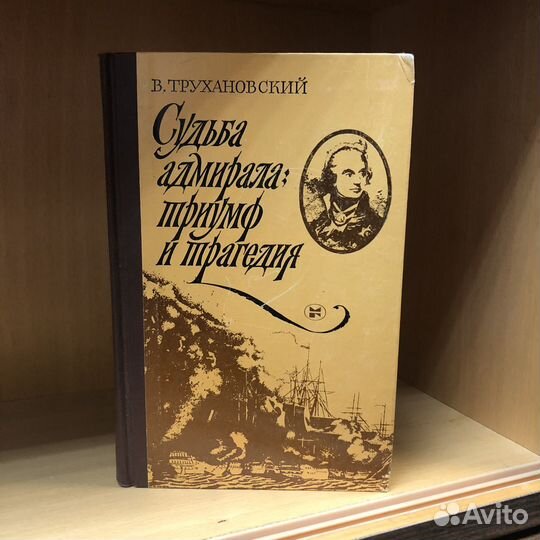 В. ТРУХАНОВСКИЙ
Судьба
адмирала:
триумф
и трагедия
Avito